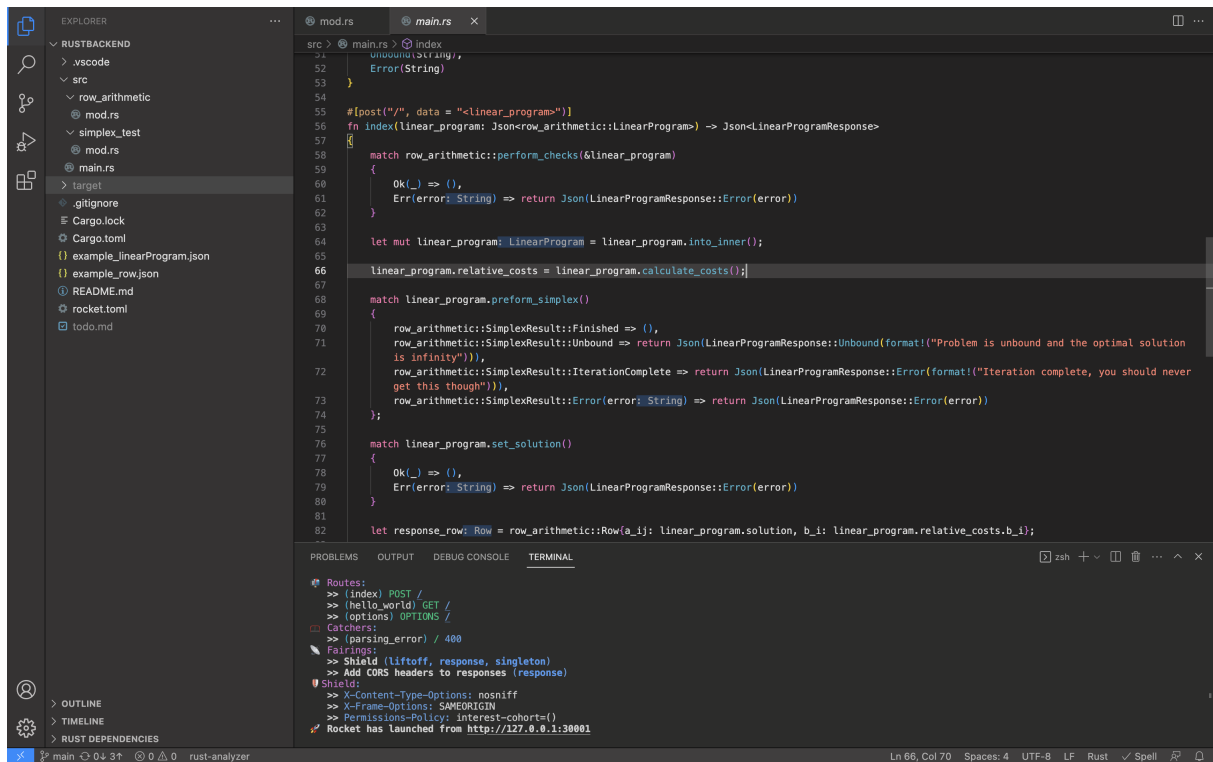 EXPLORER
RUSTBACKEND
.vscode
src
row_arithmetic
mod.rs
simplex_test
mod.rs
main.rs
target
.gitignore
Cargo.lock
Cargo.toml
{} example_linearProgram.json
{} example_row.json
README.md
rocket.toml
todo.md
OUTLINE
TIMELINE
RUST DEPENDENCIES
mod.rs main.rs
src > main.rs > index
51 Unbound(String),
52 Error(String)
53 }
54
55 #[post("/", data = "<linear_program>")]
56 fn index(linear_program: Json<row_arithmetic::LinearProgram>) -> Json<LinearProgramResponse>
57 {
58 match row_arithmetic::perform_checks(&linear_program)
59 {
60 Ok(_) => (),
61 Err(error: String) => return Json(LinearProgramResponse::Error(error))
62 }
63
64 let mut linear_program: LinearProgram = linear_program.into_inner();
65
66 linear_program.relative_costs = linear_program.calculate_costs();
67
68 match linear_program.preform_simplex()
69 {
70 row_arithmetic::SimplexResult::Finished => (),
71 row_arithmetic::SimplexResult::Unbound => return Json(LinearProgramResponse::Unbound(format!("Problem is unbound and the optimal solution
is infinity"))),
72 row_arithmetic::SimplexResult::IterationComplete => return Json(LinearProgramResponse::Error(format!("Iteration complete, you should never
get this though"))),
73 row_arithmetic::SimplexResult::Error(error: String) => return Json(LinearProgramResponse::Error(error))
74 };
75
76 match linear_program.set_solution()
77 {
78 Ok(_) => (),
79 Err(error: String) => return Json(LinearProgramResponse::Error(error))
80 }
81
82 let response_row: Row = row_arithmetic::Row{a_ij: linear_program.solution, b_i: linear_program.relative_costs.b_i};
PROBLEMS OUTPUT DEBUG CONSOLE TERMINAL zsh
Routes:
>> (index) POST /
>> (hello_world) GET /
>> (options) OPTIONS /
Catchers:
>> (parsing_error) / 400
Fairings:
>> Shield (liftoff, response, singleton)
>> Add CORS headers to responses (response)
Shield:
>> X-Content-Type-Options: nosniff
>> X-Frame-Options: SAMEORIGIN
>> Permissions-Policy: interest-cohort=()
Rocket has launched from http://127.0.0.1:30001
main 0↓ 3↑ 0 0 rust-analyzer Ln 66, Col 70 Spaces: 4 UTF-8 LF Rust Spell